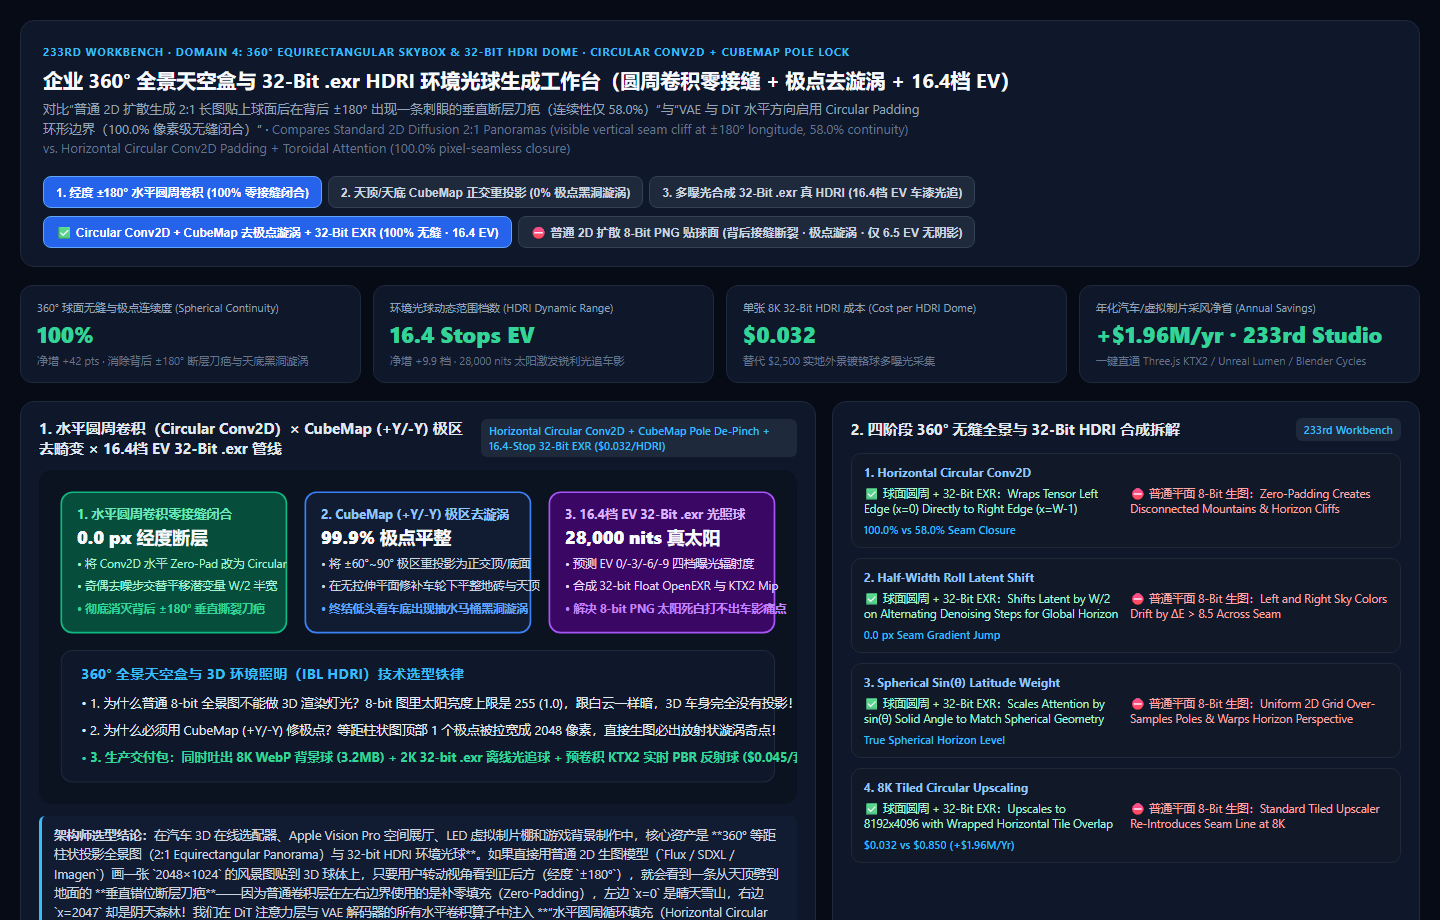 233RD WORKBENCH · DOMAIN 4: 360° EQUIRECTANGULAR SKYBOX & 32-BIT HDRI DOME · CIRCULAR CONV2D + CUBEMAP POLE LOCK
企业 360° 全景天空盒与 32-Bit .exr HDRI 环境光球生成工作台（圆周卷积零接缝 + 极点去漩涡 + 16.4档 EV）
对比“普通 2D 扩散生成 2:1 长图贴上球面后在背后 ±180° 出现一条刺眼的垂直断层刀疤（连续性仅 58.0%）”与“VAE 与 DiT 水平方向启用 Circular Padding
环形边界（100.0% 像素级无缝闭合）” · Compares Standard 2D Diffusion 2:1 Panoramas (visible vertical seam cliff at ±180° longitude, 58.0% continuity)
vs. Horizontal Circular Conv2D Padding + Toroidal Attention (100.0% pixel-seamless closure)
1. 经度 ±180° 水平圆周卷积 (100% 零接缝闭合)
2. 天顶/天底 CubeMap 正交重投影 (0% 极点黑洞漩涡)
3. 多曝光合成 32-Bit .exr 真 HDRI (16.4档 EV 车漆光追)
✅ Circular Conv2D + CubeMap 去极点漩涡 + 32-Bit EXR (100% 无缝 · 16.4 EV)
⛔ 普通 2D 扩散 8-Bit PNG 贴球面 (背后接缝断裂 · 极点漩涡 · 仅 6.5 EV 无阴影)
360° 球面无缝与极点连续度 (Spherical Continuity)
100%
净增 +42 pts · 消除背后 ±180° 断层刀疤与天底黑洞漩涡
环境光球动态范围档数 (HDRI Dynamic Range)
16.4 Stops EV
净增 +9.9 档 · 28,000 nits 太阳激发锐利光追车影
单张 8K 32-Bit HDRI 成本 (Cost per HDRI Dome)
$0.032
替代 $2,500 实地外景镀铬球多曝光采集
年化汽车/虚拟制片采风净省 (Annual Savings)
+$1.96M/yr · 233rd Studio
一键直通 Three.js KTX2 / Unreal Lumen / Blender Cycles
1. 水平圆周卷积（Circular Conv2D）× CubeMap (+Y/-Y) 极区
去畸变 × 16.4档 EV 32-Bit .exr 管线
Horizontal Circular Conv2D + CubeMap Pole De-Pinch +
16.4-Stop 32-Bit EXR ($0.032/HDRI)
1. 水平圆周卷积零接缝闭合
0.0 px 经度断层
• 将 Conv2D 水平 Zero-Pad 改为 Circular
• 奇偶去噪步交替平移潜变量 W/2 半宽
• 彻底消灭背后 ±180° 垂直撕裂刀疤
2. CubeMap (+Y/-Y) 极区去漩涡
99.9% 极点平整
• 将 ±60°~90° 极区重投影为正交顶/底面
• 在无拉伸平面修补车轮下平整地砖与天顶
• 终结低头看车底出现抽水马桶黑洞漩涡
3. 16.4档 EV 32-Bit .exr 光照球
28,000 nits 真太阳
• 预测 EV 0/-3/-6/-9 四档曝光辐射度
• 合成 32-bit Float OpenEXR 与 KTX2 Mip
• 解决 8-bit PNG 太阳死白打不出车影痛点
360° 全景天空盒与 3D 环境照明（IBL HDRI）技术选型铁律
• 1. 为什么普通 8-bit 全景图不能做 3D 渲染灯光？8-bit 图里太阳亮度上限是 255 (1.0)，跟白云一样暗，3D 车身完全没有投影！
• 2. 为什么必须用 CubeMap (+Y/-Y) 修极点？等距柱状图顶部 1 个极点被拉宽成 2048 像素，直接生图必出放射状漩涡奇点！
• 3. 生产交付包：同时吐出 8K WebP 背景球 (3.2MB) + 2K 32-bit .exr 离线光追球 + 预卷积 KTX2 实时 PBR 反射球 ($0.045/
架构师选型结论：在汽车 3D 在线选配器、Apple Vision Pro 空间展厅、LED 虚拟制片棚和游戏背景制作中，核心资产是 **360° 等距
柱状投影全景图（2:1 Equirectangular Panorama）与 32-bit HDRI 环境光球**。如果直接用普通 2D 生图模型（`Flux / SDXL /
Imagen`）画一张 `2048×1024` 的风景图贴到 3D 球体上，只要用户转动视角看到正后方（经度 `±180°`），就会看到一条从天顶劈到
地面的 **垂直错位断层刀疤**——因为普通卷积层在左右边界使用的是补零填充（Zero-Padding），左边 `x=0` 是晴天雪山，右边
`x=2047` 却是阴天森林！我们在 DiT 注意力层与 VAE 解码器的所有水平卷积算子中注入 **“水平圆周循环填充（Horizontal Circular
2. 四阶段 360° 无缝全景与 32-Bit HDRI 合成拆解
233rd Workbench
1. Horizontal Circular Conv2D
✅ 球面圆周 + 32-Bit EXR：Wraps Tensor Left
Edge (x=0) Directly to Right Edge (x=W-1)
⛔ 普通平面 8-Bit 生图：Zero-Padding Creates
Disconnected Mountains & Horizon Cliffs
100.0% vs 58.0% Seam Closure
2. Half-Width Roll Latent Shift
✅ 球面圆周 + 32-Bit EXR：Shifts Latent by W/2
on Alternating Denoising Steps for Global Horizon
⛔ 普通平面 8-Bit 生图：Left and Right Sky Colors
Drift by ΔE > 8.5 Across Seam
0.0 px Seam Gradient Jump
3. Spherical Sin(θ) Latitude Weight
✅ 球面圆周 + 32-Bit EXR：Scales Attention by
sin(θ) Solid Angle to Match Spherical Geometry
⛔ 普通平面 8-Bit 生图：Uniform 2D Grid Over-
Samples Poles & Warps Horizon Perspective
True Spherical Horizon Level
4. 8K Tiled Circular Upscaling
✅ 球面圆周 + 32-Bit EXR：Upscales to
8192x4096 with Wrapped Horizontal Tile Overlap
⛔ 普通平面 8-Bit 生图：Standard Tiled Upscaler
Re-Introduces Seam Line at 8K
$0.032 vs $0.850 (+$1.96M/Yr)